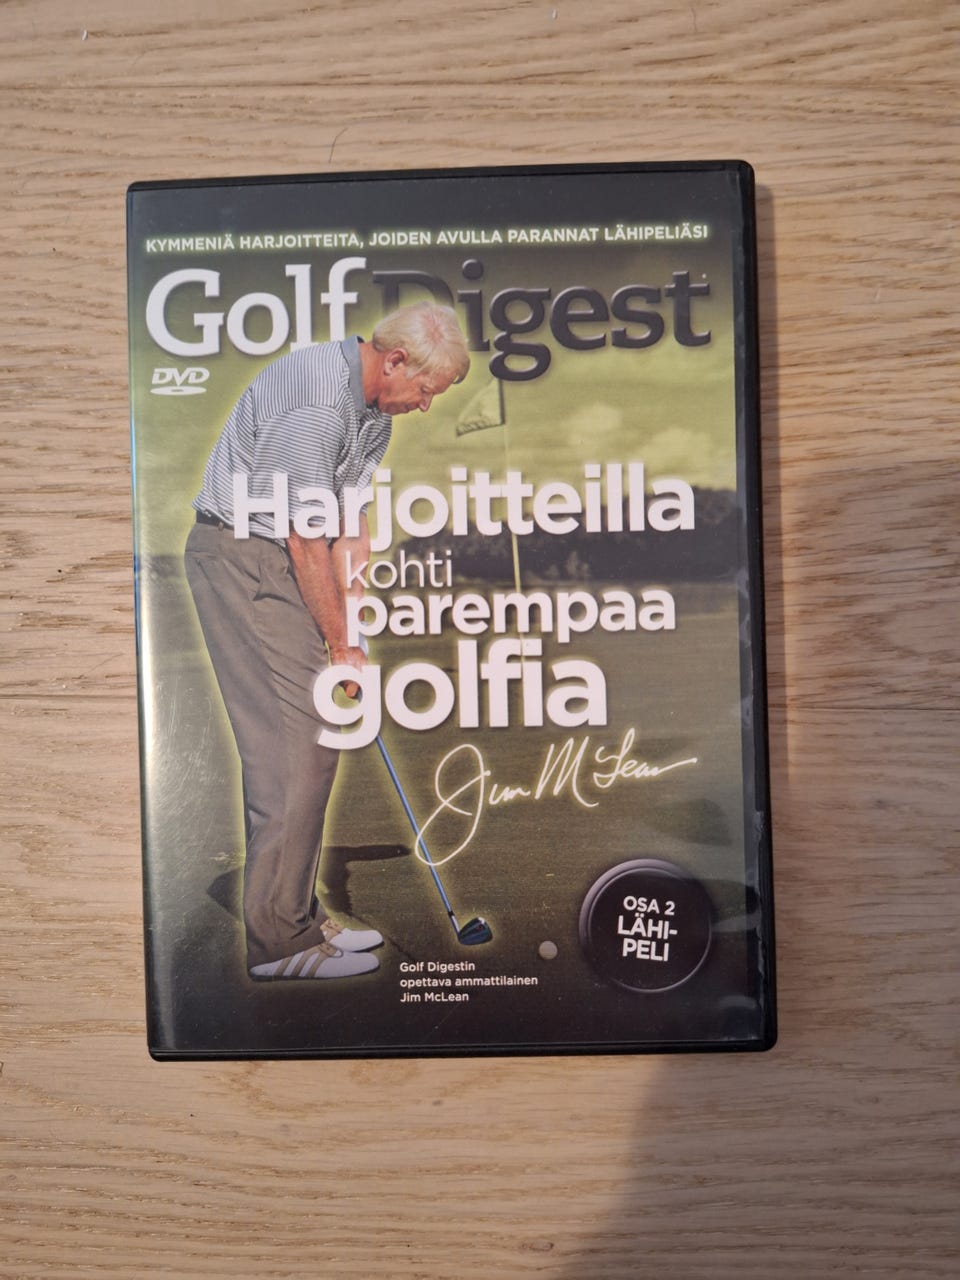 KYMMENIÄ HARJOITTEITA, JOIDEN AVULLA PARANNAT LÄHIPELIÄSI
Golf Digest
DVD
Harjoitteilla
kohti
parempaa
golfia
Jim McLean
Golf Digestin
opettava ammattilainen
Jim McLean
OSA 2
LÄHI-
PELI